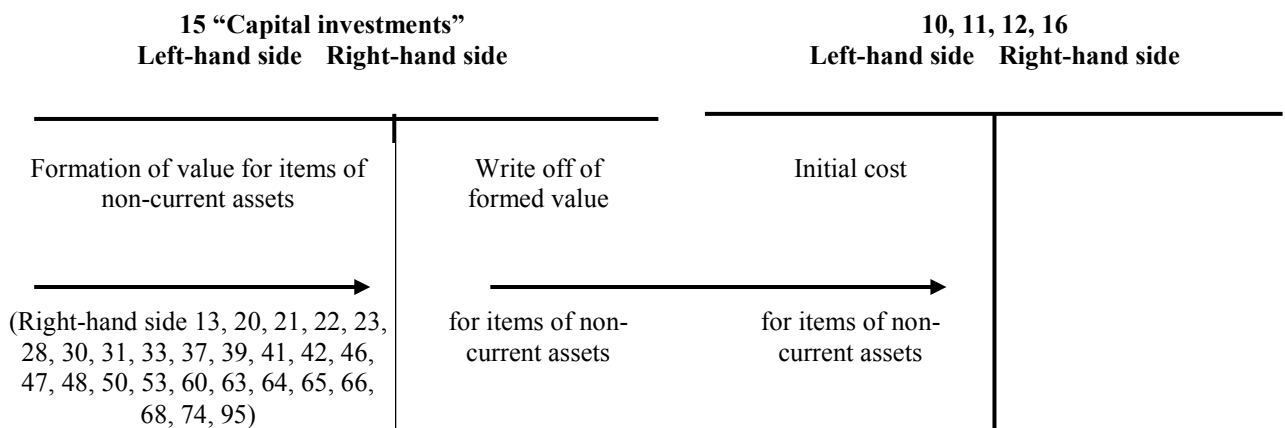 15 “Capital investments”
Left-hand side Right-hand side
10, 11, 12, 16
Left-hand side Right-hand side
Formation of value for items of
non-current assets
Write off of
formed value
Initial cost
(Right-hand side 13, 20, 21, 22, 23,
28, 30, 31, 33, 37, 39, 41, 42, 46,
47, 48, 50, 53, 60, 63, 64, 65, 66,
68, 74, 95)
for items of non-
current assets
for items of non-
current assets